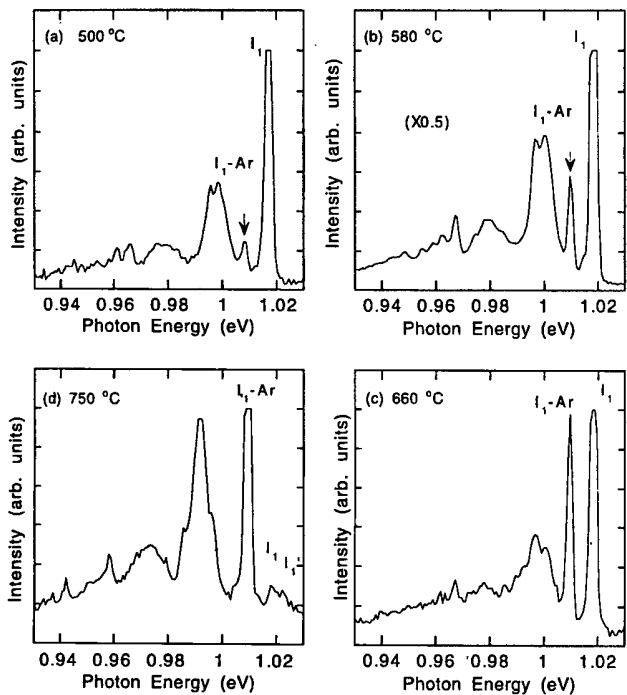 (a) 500 °C
I₁
I₁-Ar
Intensity (arb. units)
0.94 0.96 0.98 1 1.02
Photon Energy (eV)
(b) 580 °C
I₁
I₁-Ar
(X0.5)
Intensity (arb. units)
0.94 0.96 0.98 1 1.02
Photon Energy (eV)
(d) 750 °C
I₁-Ar
I₁ I₁'
Intensity (arb. units)
0.94 0.96 0.98 1 1.02
Photon Energy (eV)
(c) 660 °C
I₁-Ar
I₁
Intensity (arb. units)
0.94 0.96 0.98 1 1.02
Photon Energy (eV)